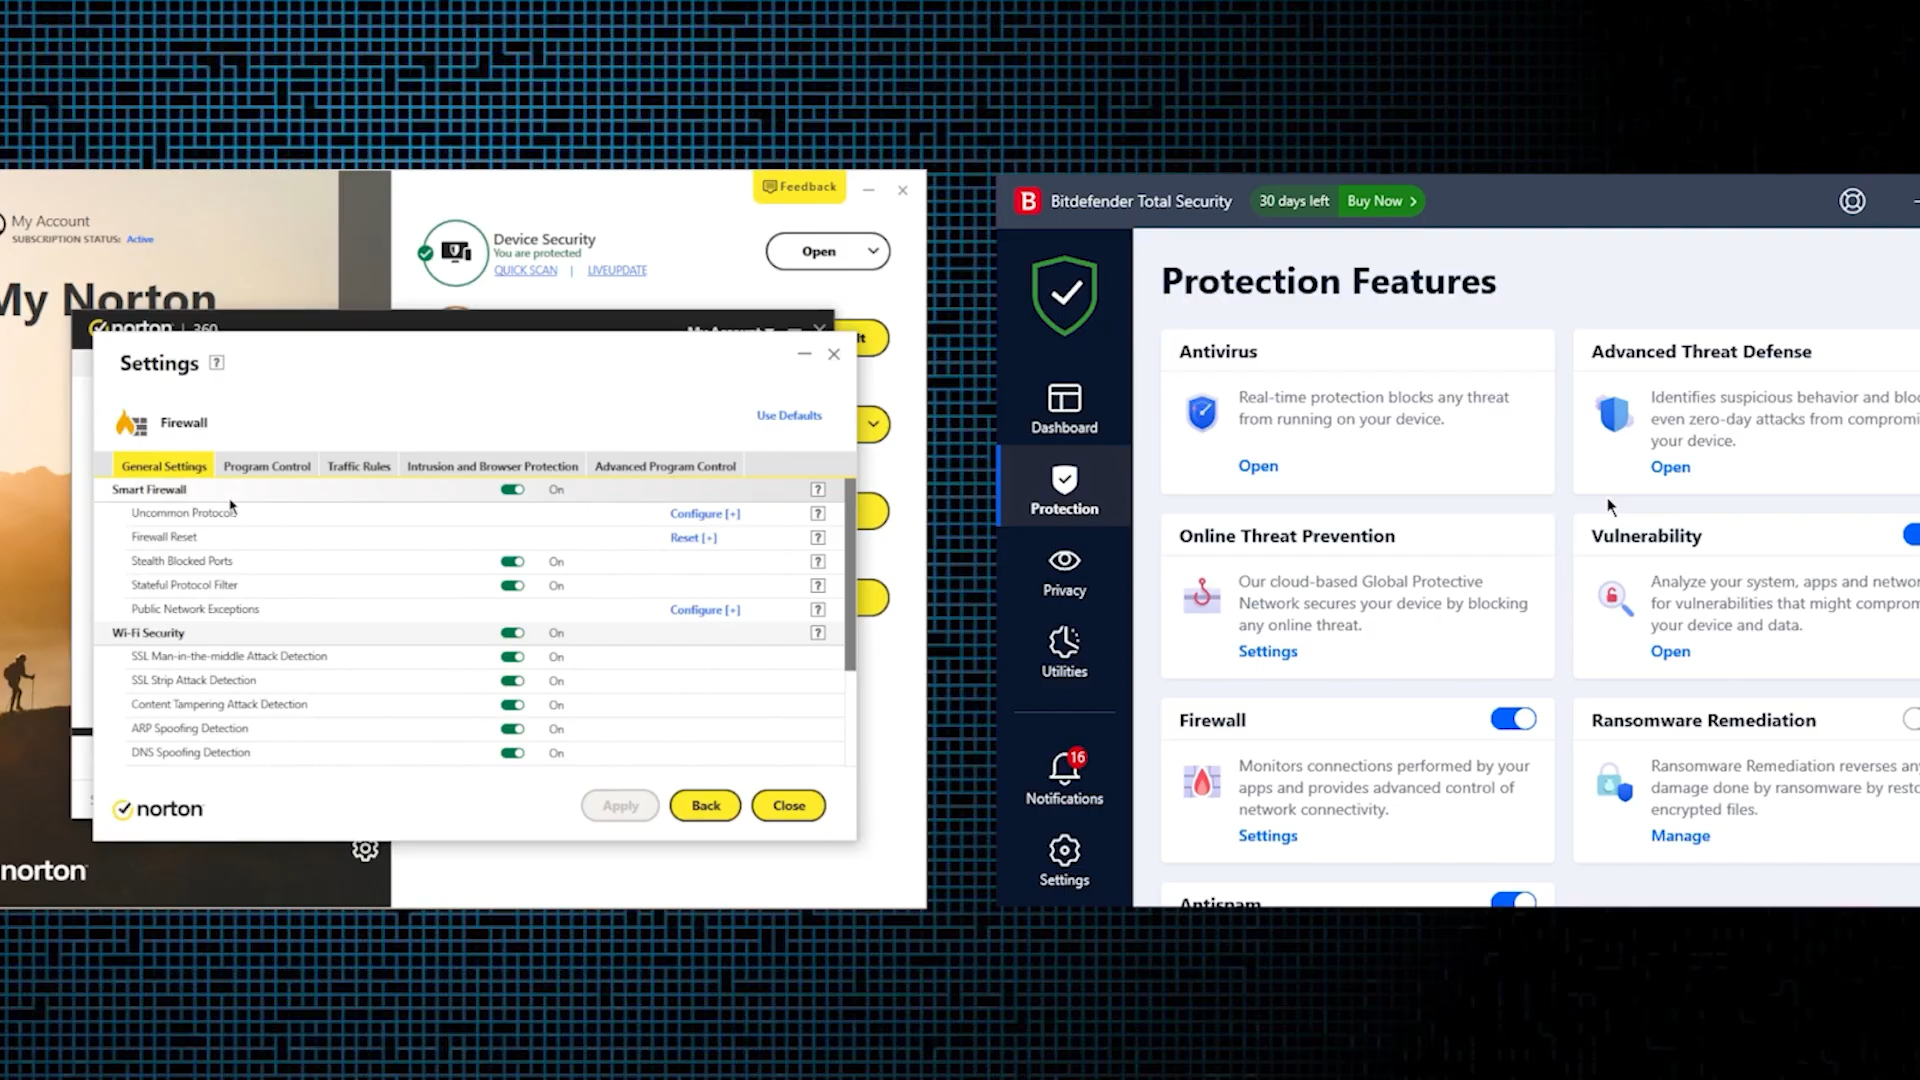 My Account
SUBSCRIPTION STATUS: Active
My Norton
norton
Feedback
Device Security
You are protected
QUICK SCAN | LIVEUPDATE
Open
norton | 360
My Account
It
Settings ?
Firewall
Use Defaults
General Settings
Program Control
Traffic Rules
Intrusion and Browser Protection
Advanced Program Control
Smart Firewall On ?
Uncommon Protocols Configure [+] ?
Firewall Reset Reset [+] ?
Stealth Blocked Ports On ?
Stateful Protocol Filter On ?
Public Network Exceptions Configure [+] ?
Wi-Fi Security On ?
SSL Man-in-the-middle Attack Detection On
SSL Strip Attack Detection On
Content Tampering Attack Detection On
ARP Spoofing Detection On
DNS Spoofing Detection On
norton
Apply
Back
Close
B Bitdefender Total Security
30 days left
Buy Now >
Dashboard
Protection
Privacy
Utilities
16
Notifications
Settings
Protection Features
Antivirus
Real-time protection blocks any threat
from running on your device.
Open
Advanced Threat Defense
Identifies suspicious behavior and blo
even zero-day attacks from compromi
your device.
Open
Online Threat Prevention
Our cloud-based Global Protective
Network secures your device by blocking
any online threat.
Settings
Vulnerability
Analyze your system, apps and networ
for vulnerabilities that might comprom
your device and data.
Open
Firewall
Monitors connections performed by your
apps and provides advanced control of
network connectivity.
Settings
Ransomware Remediation
Ransomware Remediation reverses an
damage done by ransomware by resto
encrypted files.
Manage
Antispam